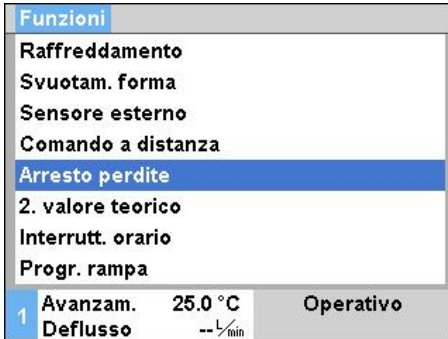 Funzioni
Raffreddamento
Svuotam. forma
Sensore esterno
Comando a distanza
Arresto perdite
2. valore teorico
Interrutt. orario
Progr. rampa
1 Avanzam. 25.0 °C Operativo
Deflusso -- L/min